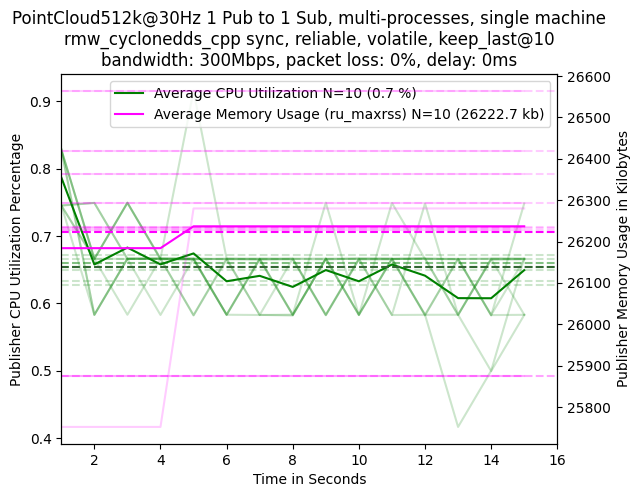 PointCloud512k@30Hz 1 Pub to 1 Sub, multi-processes, single machine
rmw_cyclonedds_cpp sync, reliable, volatile, keep_last@10
bandwidth: 300Mbps, packet loss: 0%, delay: 0ms
Average CPU Utilization N=10 (0.7 %)
Average Memory Usage (ru_maxrss) N=10 (26222.7 kb)
Publisher CPU Utilization Percentage
0.9
0.8
0.7
0.6
0.5
0.4
26600
26500
26400
26300
26200
26100
26000
25900
25800
Publisher Memory Usage in Kilobytes
2 4 6 8 10 12 14 16
Time in Seconds